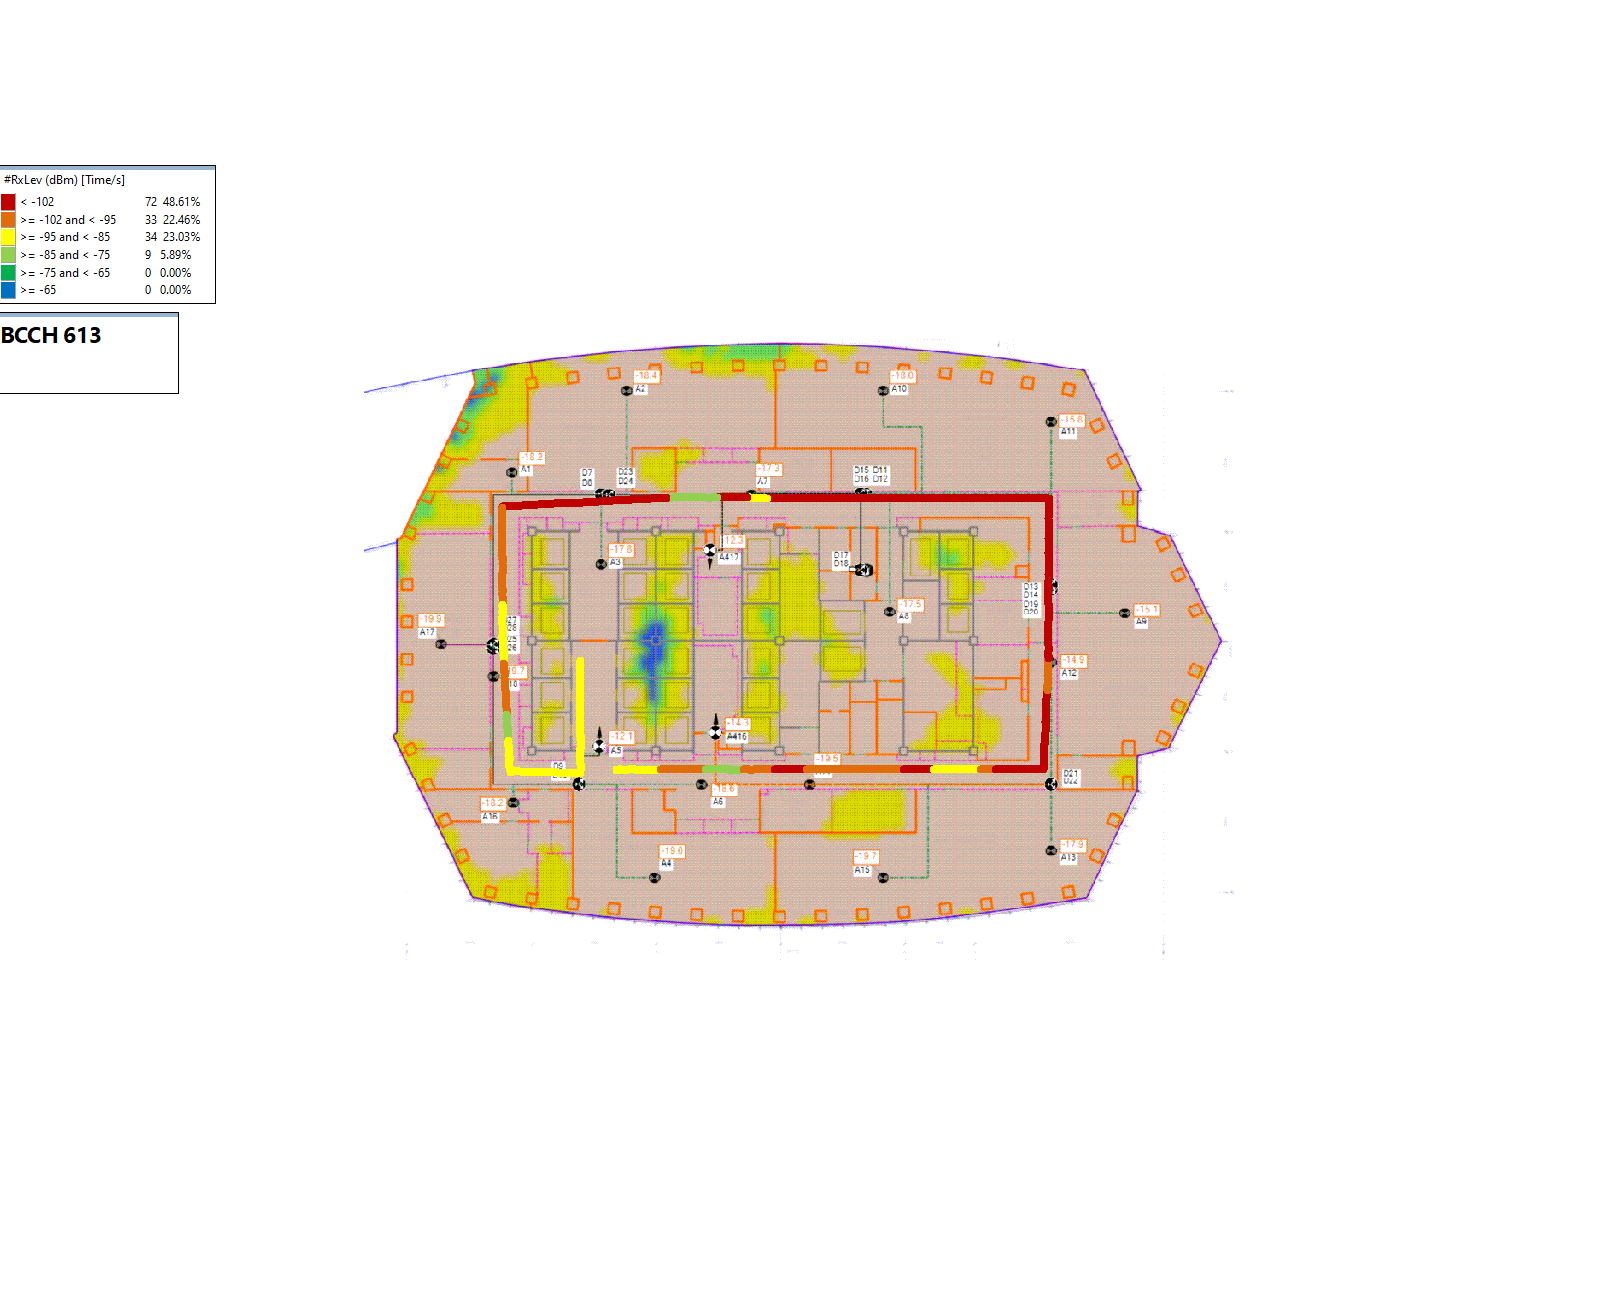 #RxLev (dBm) [Time/s]
< -102 72 48.61%
>= -102 and < -95 33 22.46%
>= -95 and < -85 34 23.03%
>= -85 and < -75 9 5.89%
>= -75 and < -65 0 0.00%
>= -65 0 0.00%
BCCH 613
-18.4
A2
-18.0
A10
-15.8
A11
-18.2
A1
D7
D8
D23
D24
-17.3
A7
D15 D11
D16 D12
-12.3
A417
-17.8
A3
D17
D18
-17.5
A8
D13
D14
D19
D20
-15.1
A9
-19.9
A17
-14.9
A12
-14.3
A416
-12.1
A5
-19.5
D9
D21
D22
-18.6
A6
-18.2
A16
-19.0
A4
-19.7
A15
-17.9
A13